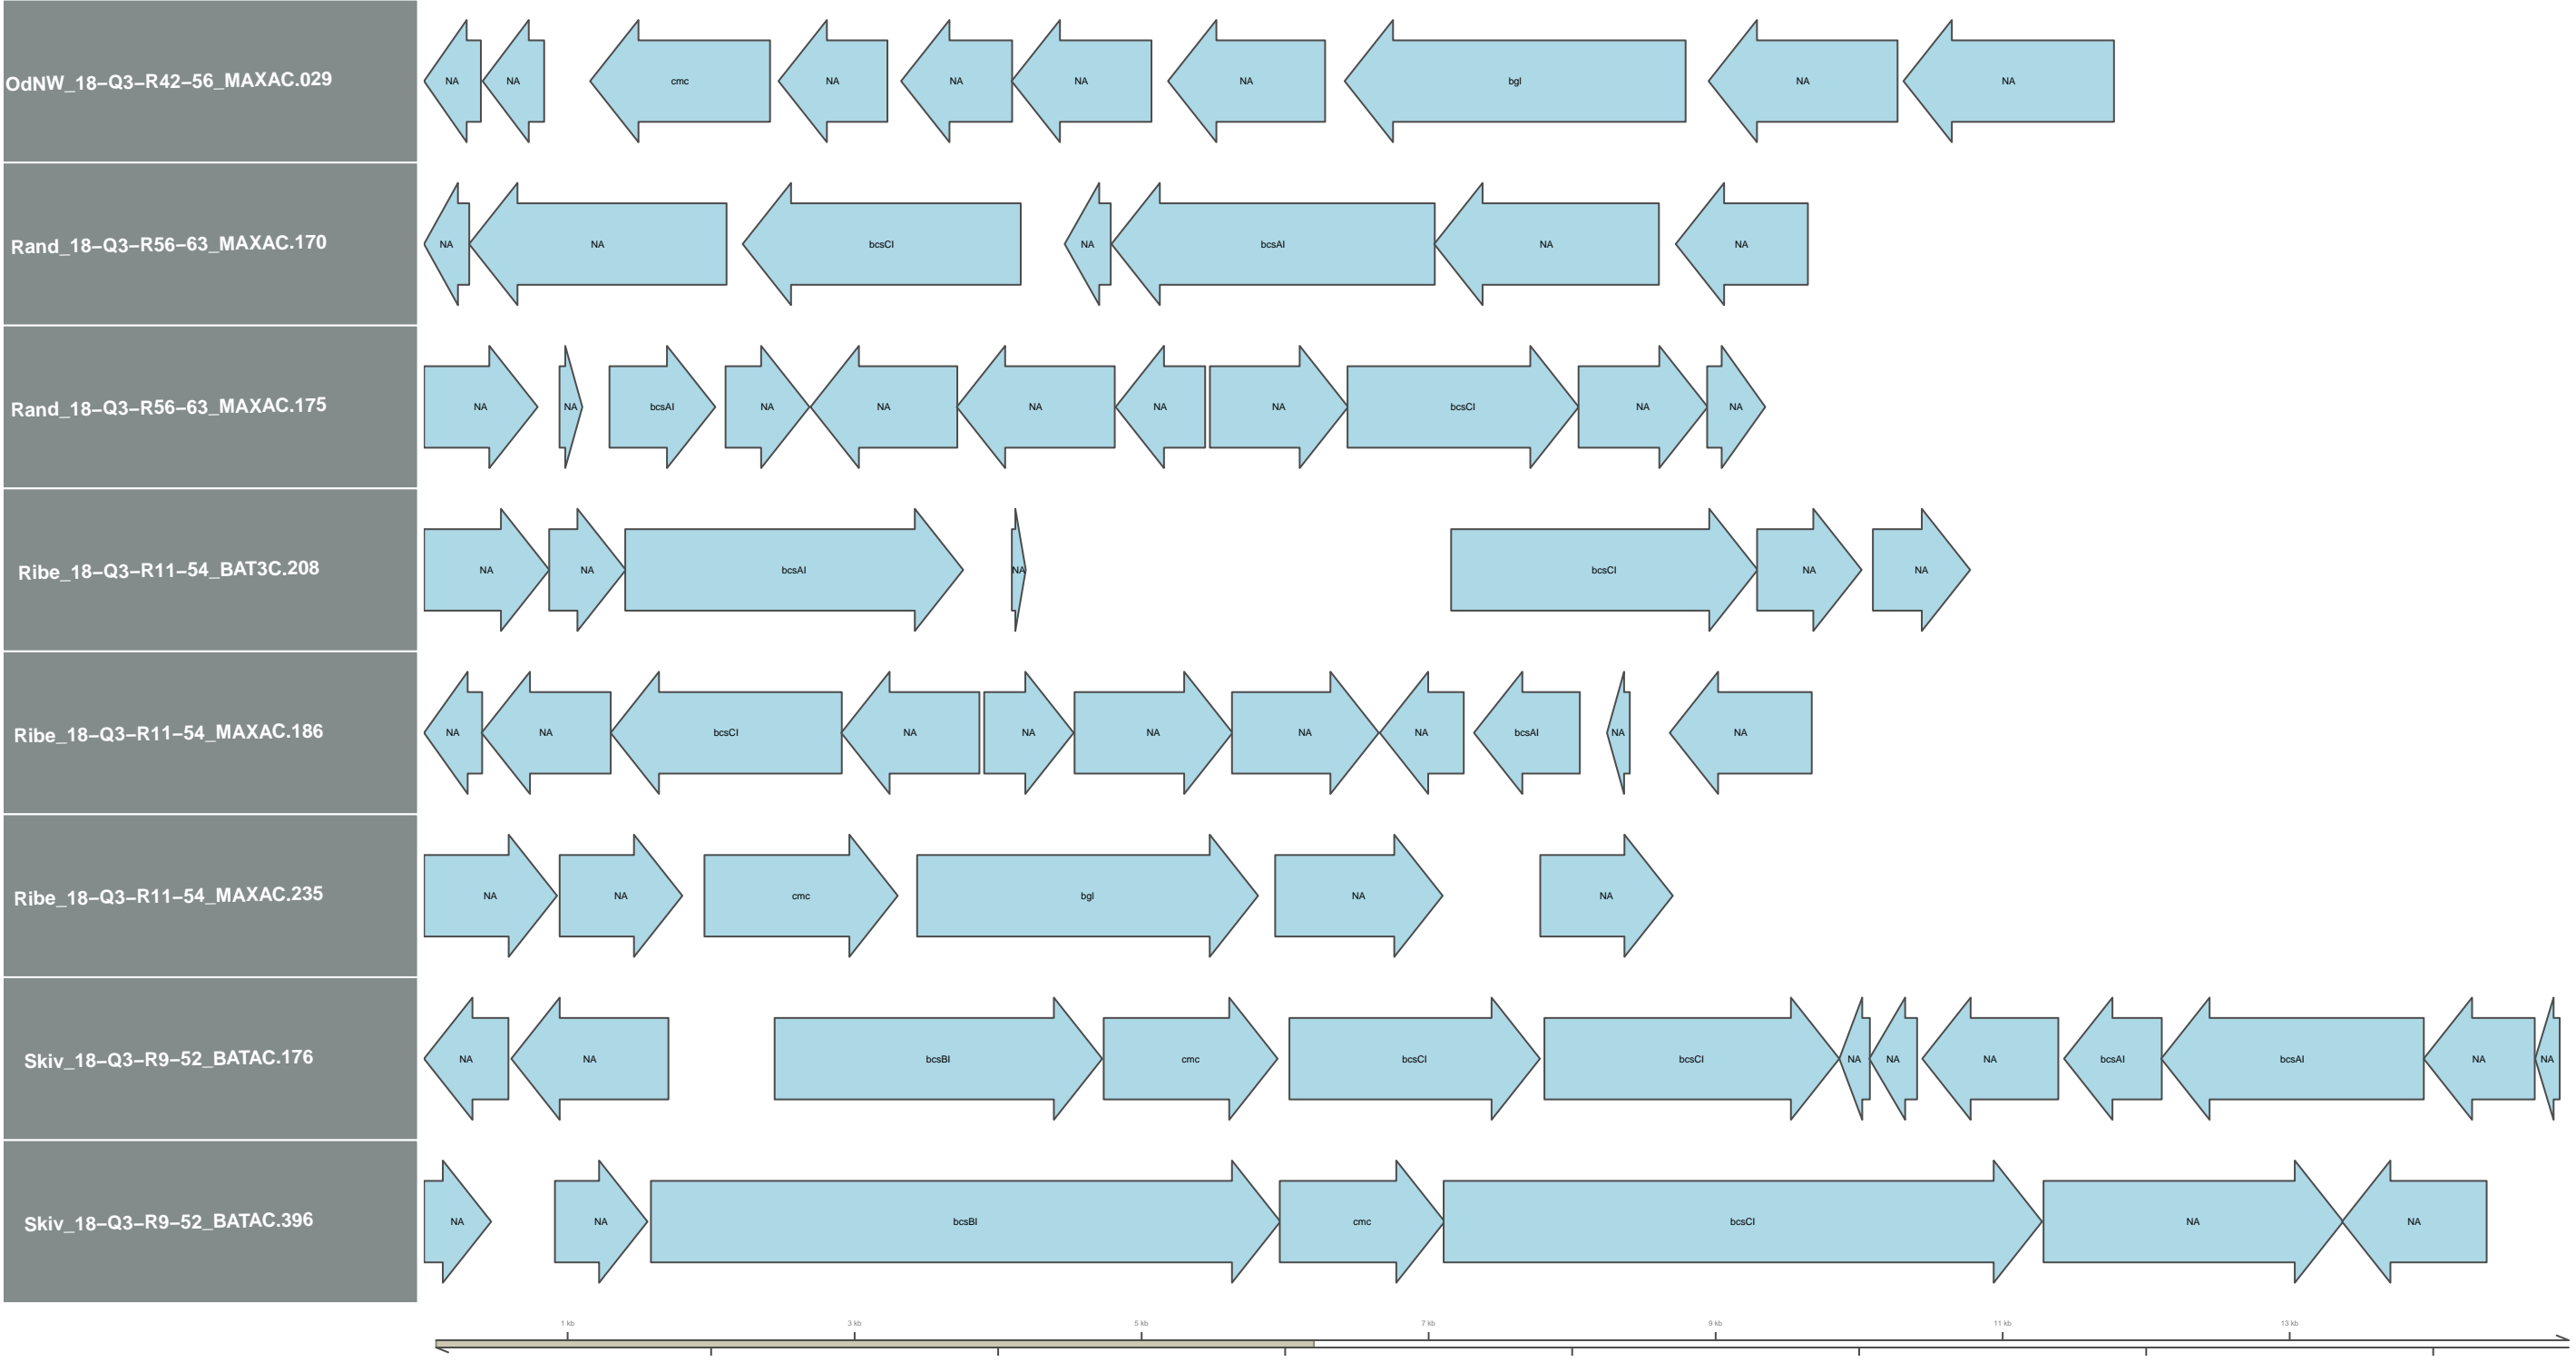 OdNW_18−Q3−R42−56_MAXAC.029
NA NA cmc NA NA NA NA bgl NA NA
Rand_18−Q3−R56−63_MAXAC.170
NA NA bcsCI NA bcsAI NA NA
Rand_18−Q3−R56−63_MAXAC.175
NA NA bcsAI NA NA NA NA NA bcsCI NA NA
Ribe_18−Q3−R11−54_BAT3C.208
NA NA bcsAI NA bcsCI NA NA
Ribe_18−Q3−R11−54_MAXAC.186
NA NA bcsCI NA NA NA NA NA bcsAI NA NA
Ribe_18−Q3−R11−54_MAXAC.235
NA NA cmc bgl NA NA
Skiv_18−Q3−R9−52_BATAC.176
NA NA bcsBI cmc bcsCI bcsCI NA NA NA bcsAI bcsAI NA NA
Skiv_18−Q3−R9−52_BATAC.396
NA NA bcsBI cmc bcsCI NA NA
1 kb 3 kb 5 kb 7 kb 9 kb 11 kb 13 kb